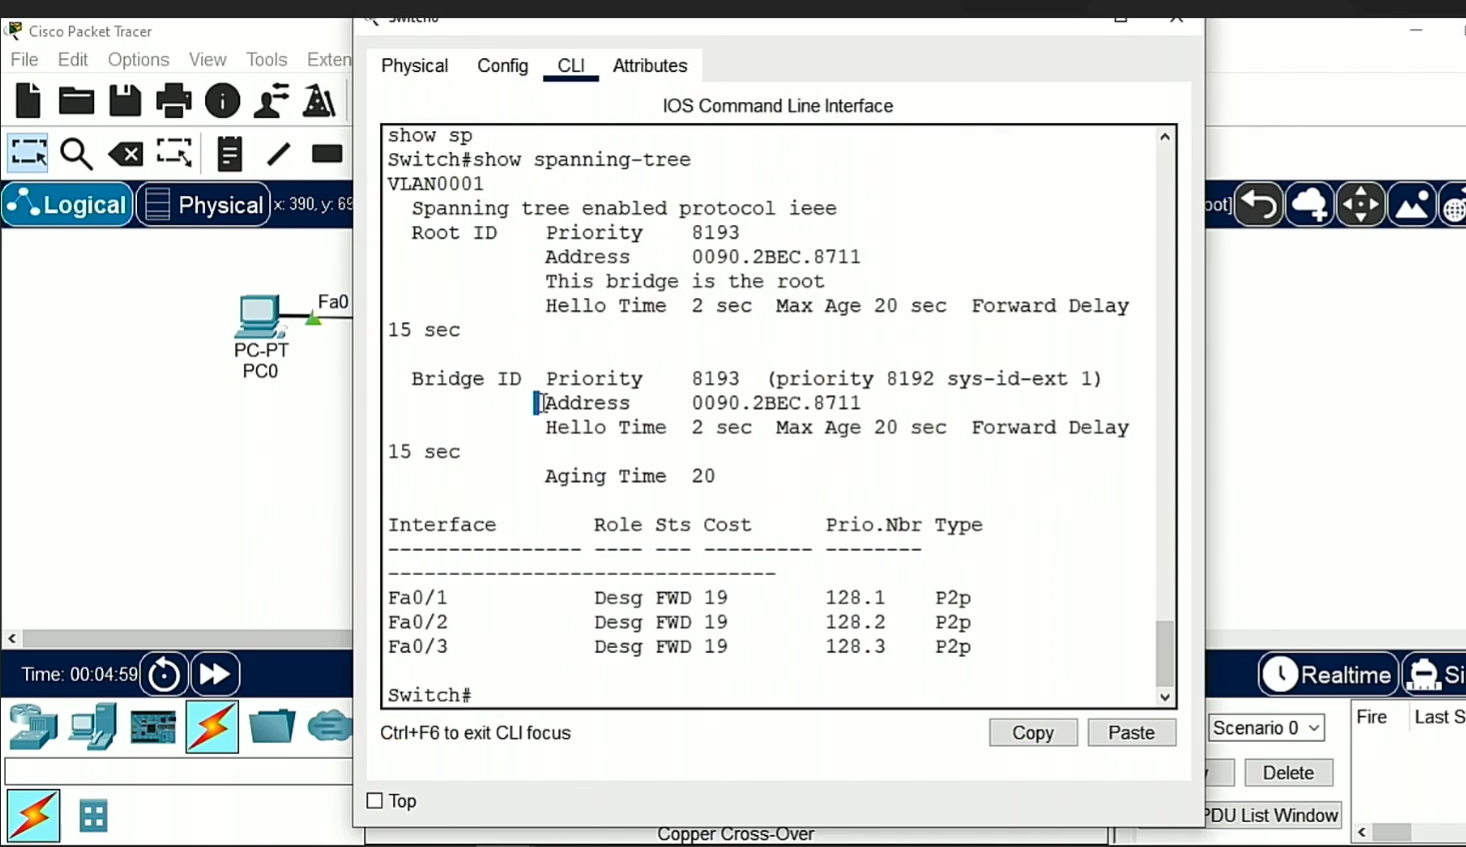 Cisco Packet Tracer
File Edit Options View Tools Exten
Logical
Physical
x: 390, y: 69
Fa0
PC-PT
PC0
Time: 00:04:59
Switch0
Physical Config CLI Attributes
IOS Command Line Interface
show sp
Switch#show spanning-tree
VLAN0001
Spanning tree enabled protocol ieee
Root ID Priority 8193
Address 0090.2BEC.8711
This bridge is the root
Hello Time 2 sec Max Age 20 sec Forward Delay
15 sec
Bridge ID Priority 8193 (priority 8192 sys-id-ext 1)
Address 0090.2BEC.8711
Hello Time 2 sec Max Age 20 sec Forward Delay
15 sec
Aging Time 20
Interface Role Sts Cost Prio.Nbr Type
---------------- ---- --- --------- --------
--------------------------------
Fa0/1 Desg FWD 19 128.1 P2p
Fa0/2 Desg FWD 19 128.2 P2p
Fa0/3 Desg FWD 19 128.3 P2p
Switch#
Ctrl+F6 to exit CLI focus
Copy Paste
Top
Copper Cross-Over
oot]
Realtime
Si
Scenario 0
Fire Last S
Delete
PDU List Window